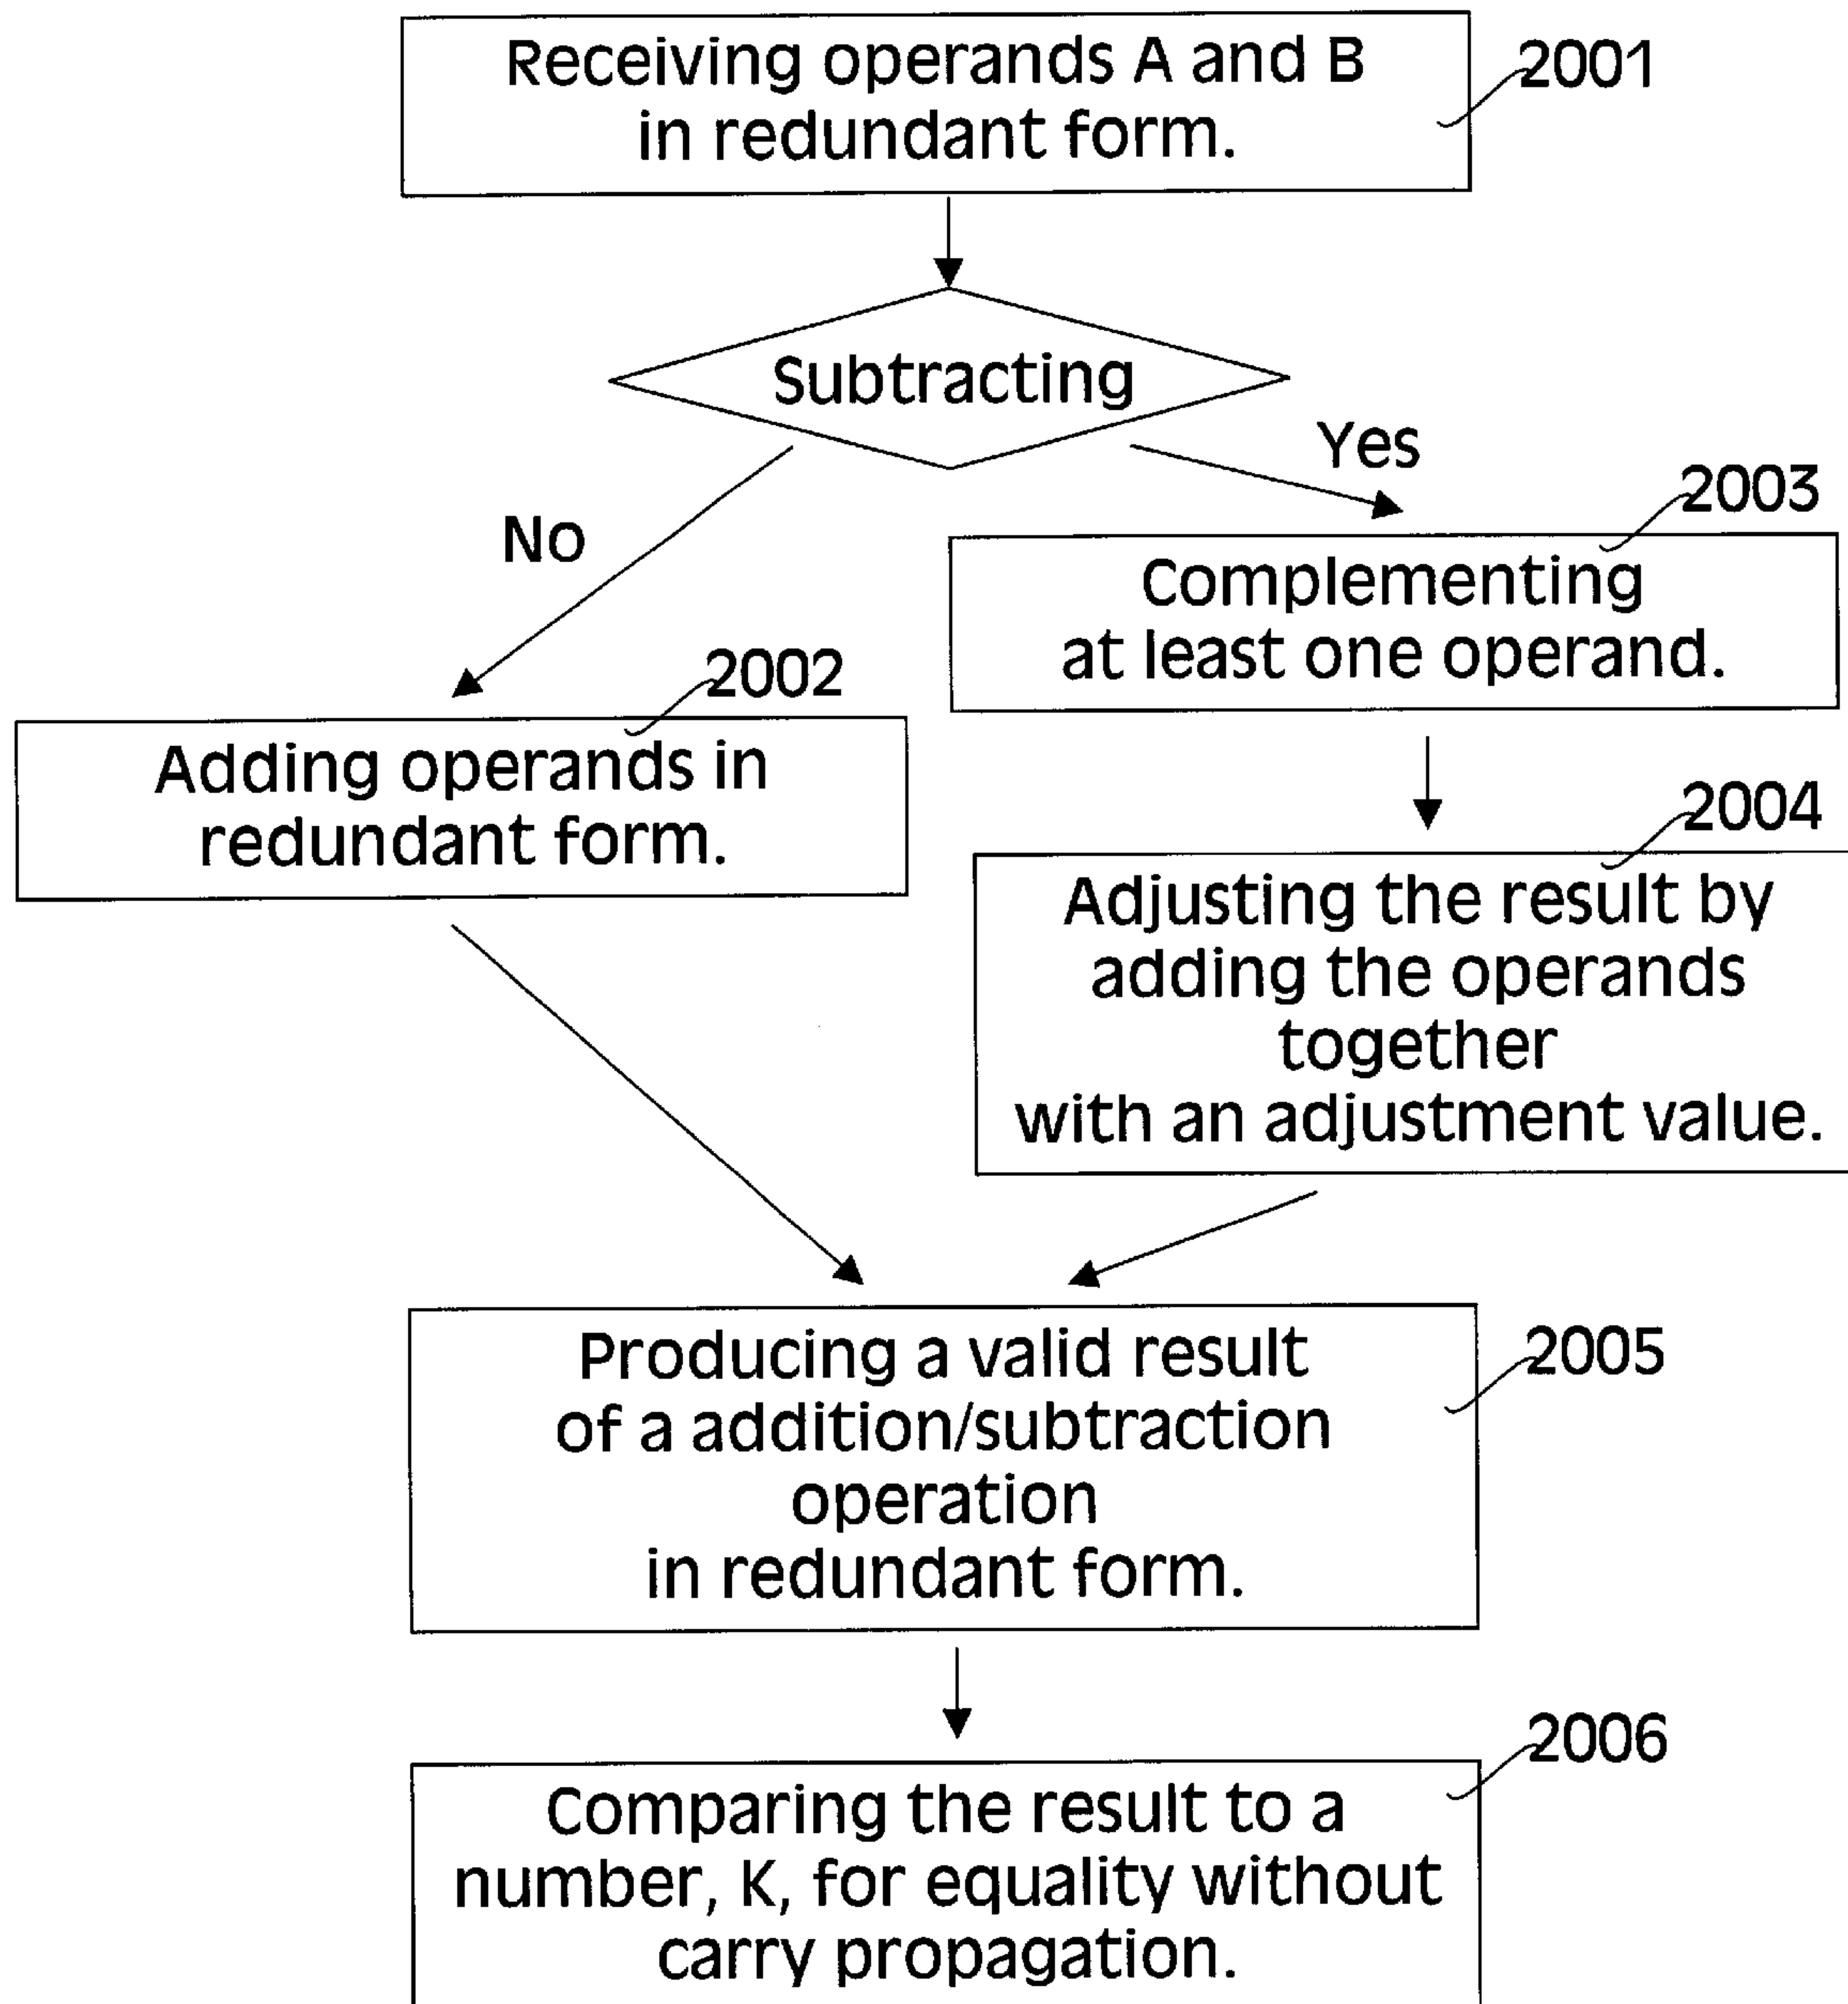 Receiving operands A and B
in redundant form.
2001
Subtracting
Yes
No
2003
Complementing
at least one operand.
2002
Adding operands in
redundant form.
2004
Adjusting the result by
adding the operands
together
with an adjustment value.
Producing a valid result
of a addition/subtraction
operation
in redundant form.
2005
2006
Comparing the result to a
number, K, for equality without
carry propagation.